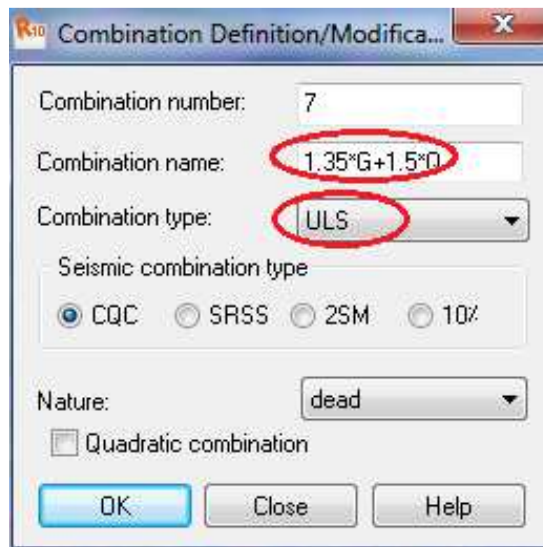 R10 Combination Definition/Modifica... X
Combination number: 7
Combination name: 1.35*G+1.5*Q
Combination type: ULS
Seismic combination type
CQC SRSS 2SM 10%
Nature: dead
Quadratic combination
OK Close Help